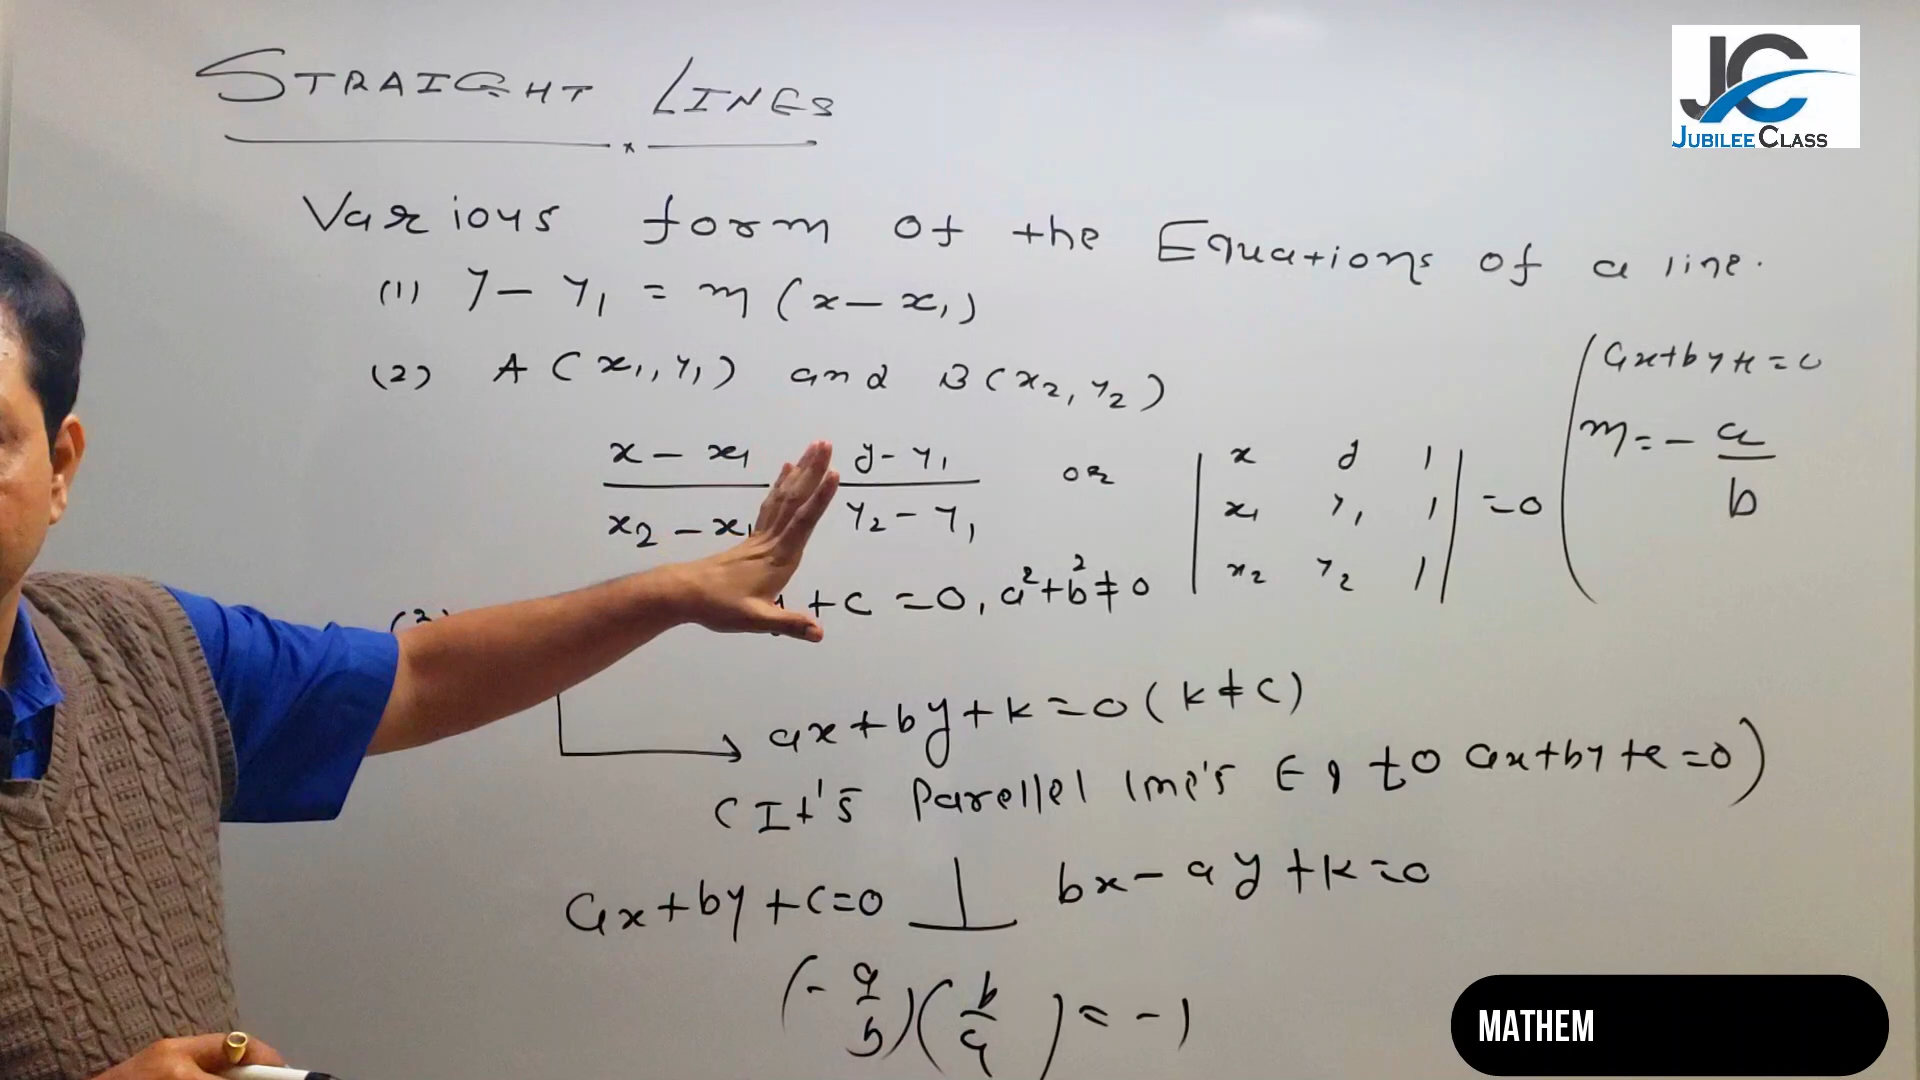 STRAIGHT LINES
JC
JUBILEE CLASS
Various form of the Equations of a line.
(1) y - y₁ = m (x - x₁)
(2) A (x₁, y₁) and B (x₂, y₂)
x - x₁ / x₂ - x₁ y - y₁ / y₂ - y₁ or | x y 1 | x₁ y₁ 1 | x₂ y₂ 1 | = 0
ax + by + c = 0
m = - a/b
(3) + c = 0, a² + b² ≠ 0
ax + by + k = 0 (k ≠ c)
(It's Parellel line's Eq to ax + by + c = 0)
ax + by + c = 0 ⊥ bx - ay + k = 0
(- a/b) (b/a) = - 1
MATHEM